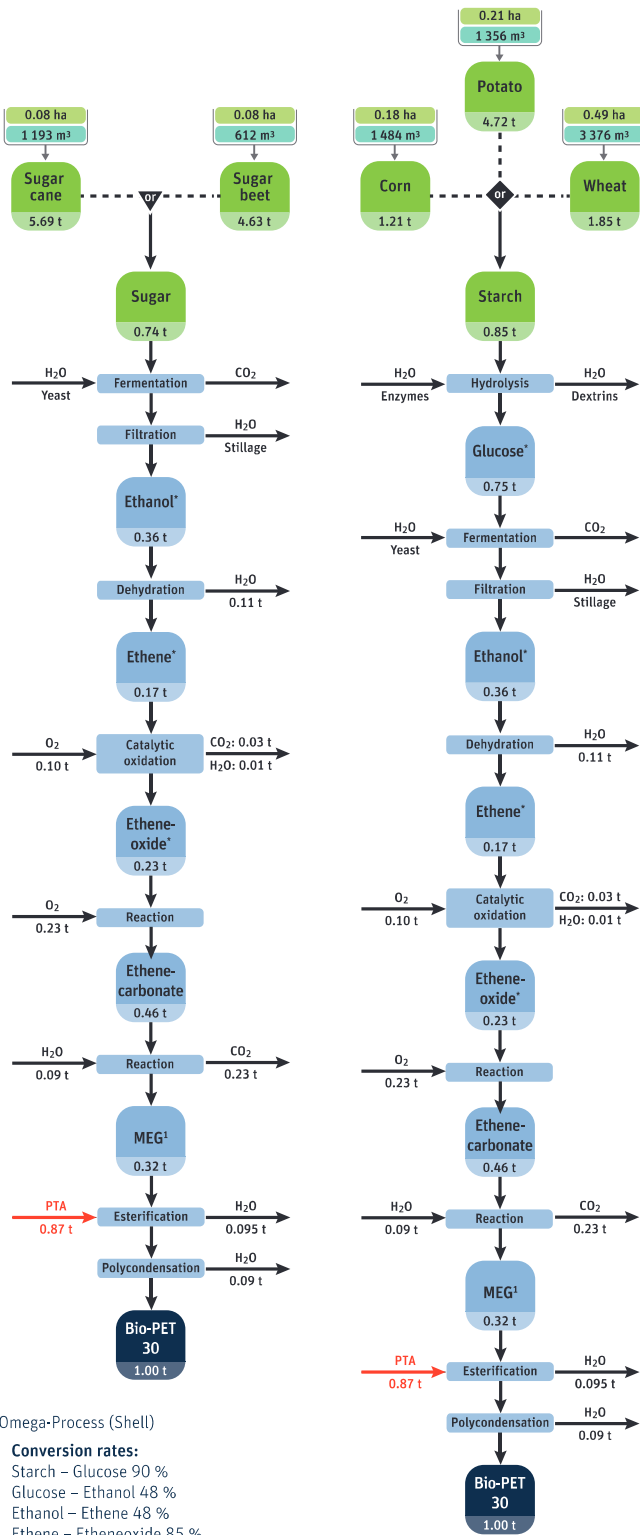 0.08 ha
1 193 m³
Sugar
cane
5.69 t
or
0.08 ha
612 m³
Sugar
beet
4.63 t
Sugar
0.74 t
H₂O
Yeast
Fermentation
CO₂
Filtration
H₂O
Stillage
Ethanol*
0.36 t
Dehydration
H₂O
0.11 t
Ethene*
0.17 t
O₂
0.10 t
Catalytic
oxidation
CO₂: 0.03 t
H₂O: 0.01 t
Ethene-
oxide*
0.23 t
O₂
0.23 t
Reaction
Ethene-
carbonate
0.46 t
H₂O
0.09 t
Reaction
CO₂
0.23 t
MEG¹
0.32 t
PTA
0.87 t
Esterification
H₂O
0.095 t
Polycondensation
H₂O
0.09 t
Bio-PET
30
1.00 t
0.21 ha
1 356 m³
Potato
4.72 t
0.18 ha
1 484 m³
Corn
1.21 t
or
0.49 ha
3 376 m³
Wheat
1.85 t
Starch
0.85 t
H₂O
Enzymes
Hydrolysis
H₂O
Dextrins
Glucose*
0.75 t
H₂O
Yeast
Fermentation
CO₂
Filtration
H₂O
Stillage
Ethanol*
0.36 t
Dehydration
H₂O
0.11 t
Ethene*
0.17 t
O₂
0.10 t
Catalytic
oxidation
CO₂: 0.03 t
H₂O: 0.01 t
Ethene-
oxide*
0.23 t
O₂
0.23 t
Reaction
Ethene-
carbonate
0.46 t
H₂O
0.09 t
Reaction
CO₂
0.23 t
MEG¹
0.32 t
PTA
0.87 t
Esterification
H₂O
0.095 t
Polycondensation
H₂O
0.09 t
Bio-PET
30
1.00 t
Omega-Process (Shell)
Conversion rates:
Starch – Glucose 90 %
Glucose – Ethanol 48 %
Ethanol – Ethene 48 %
Ethene – Etheneoxide 85 %